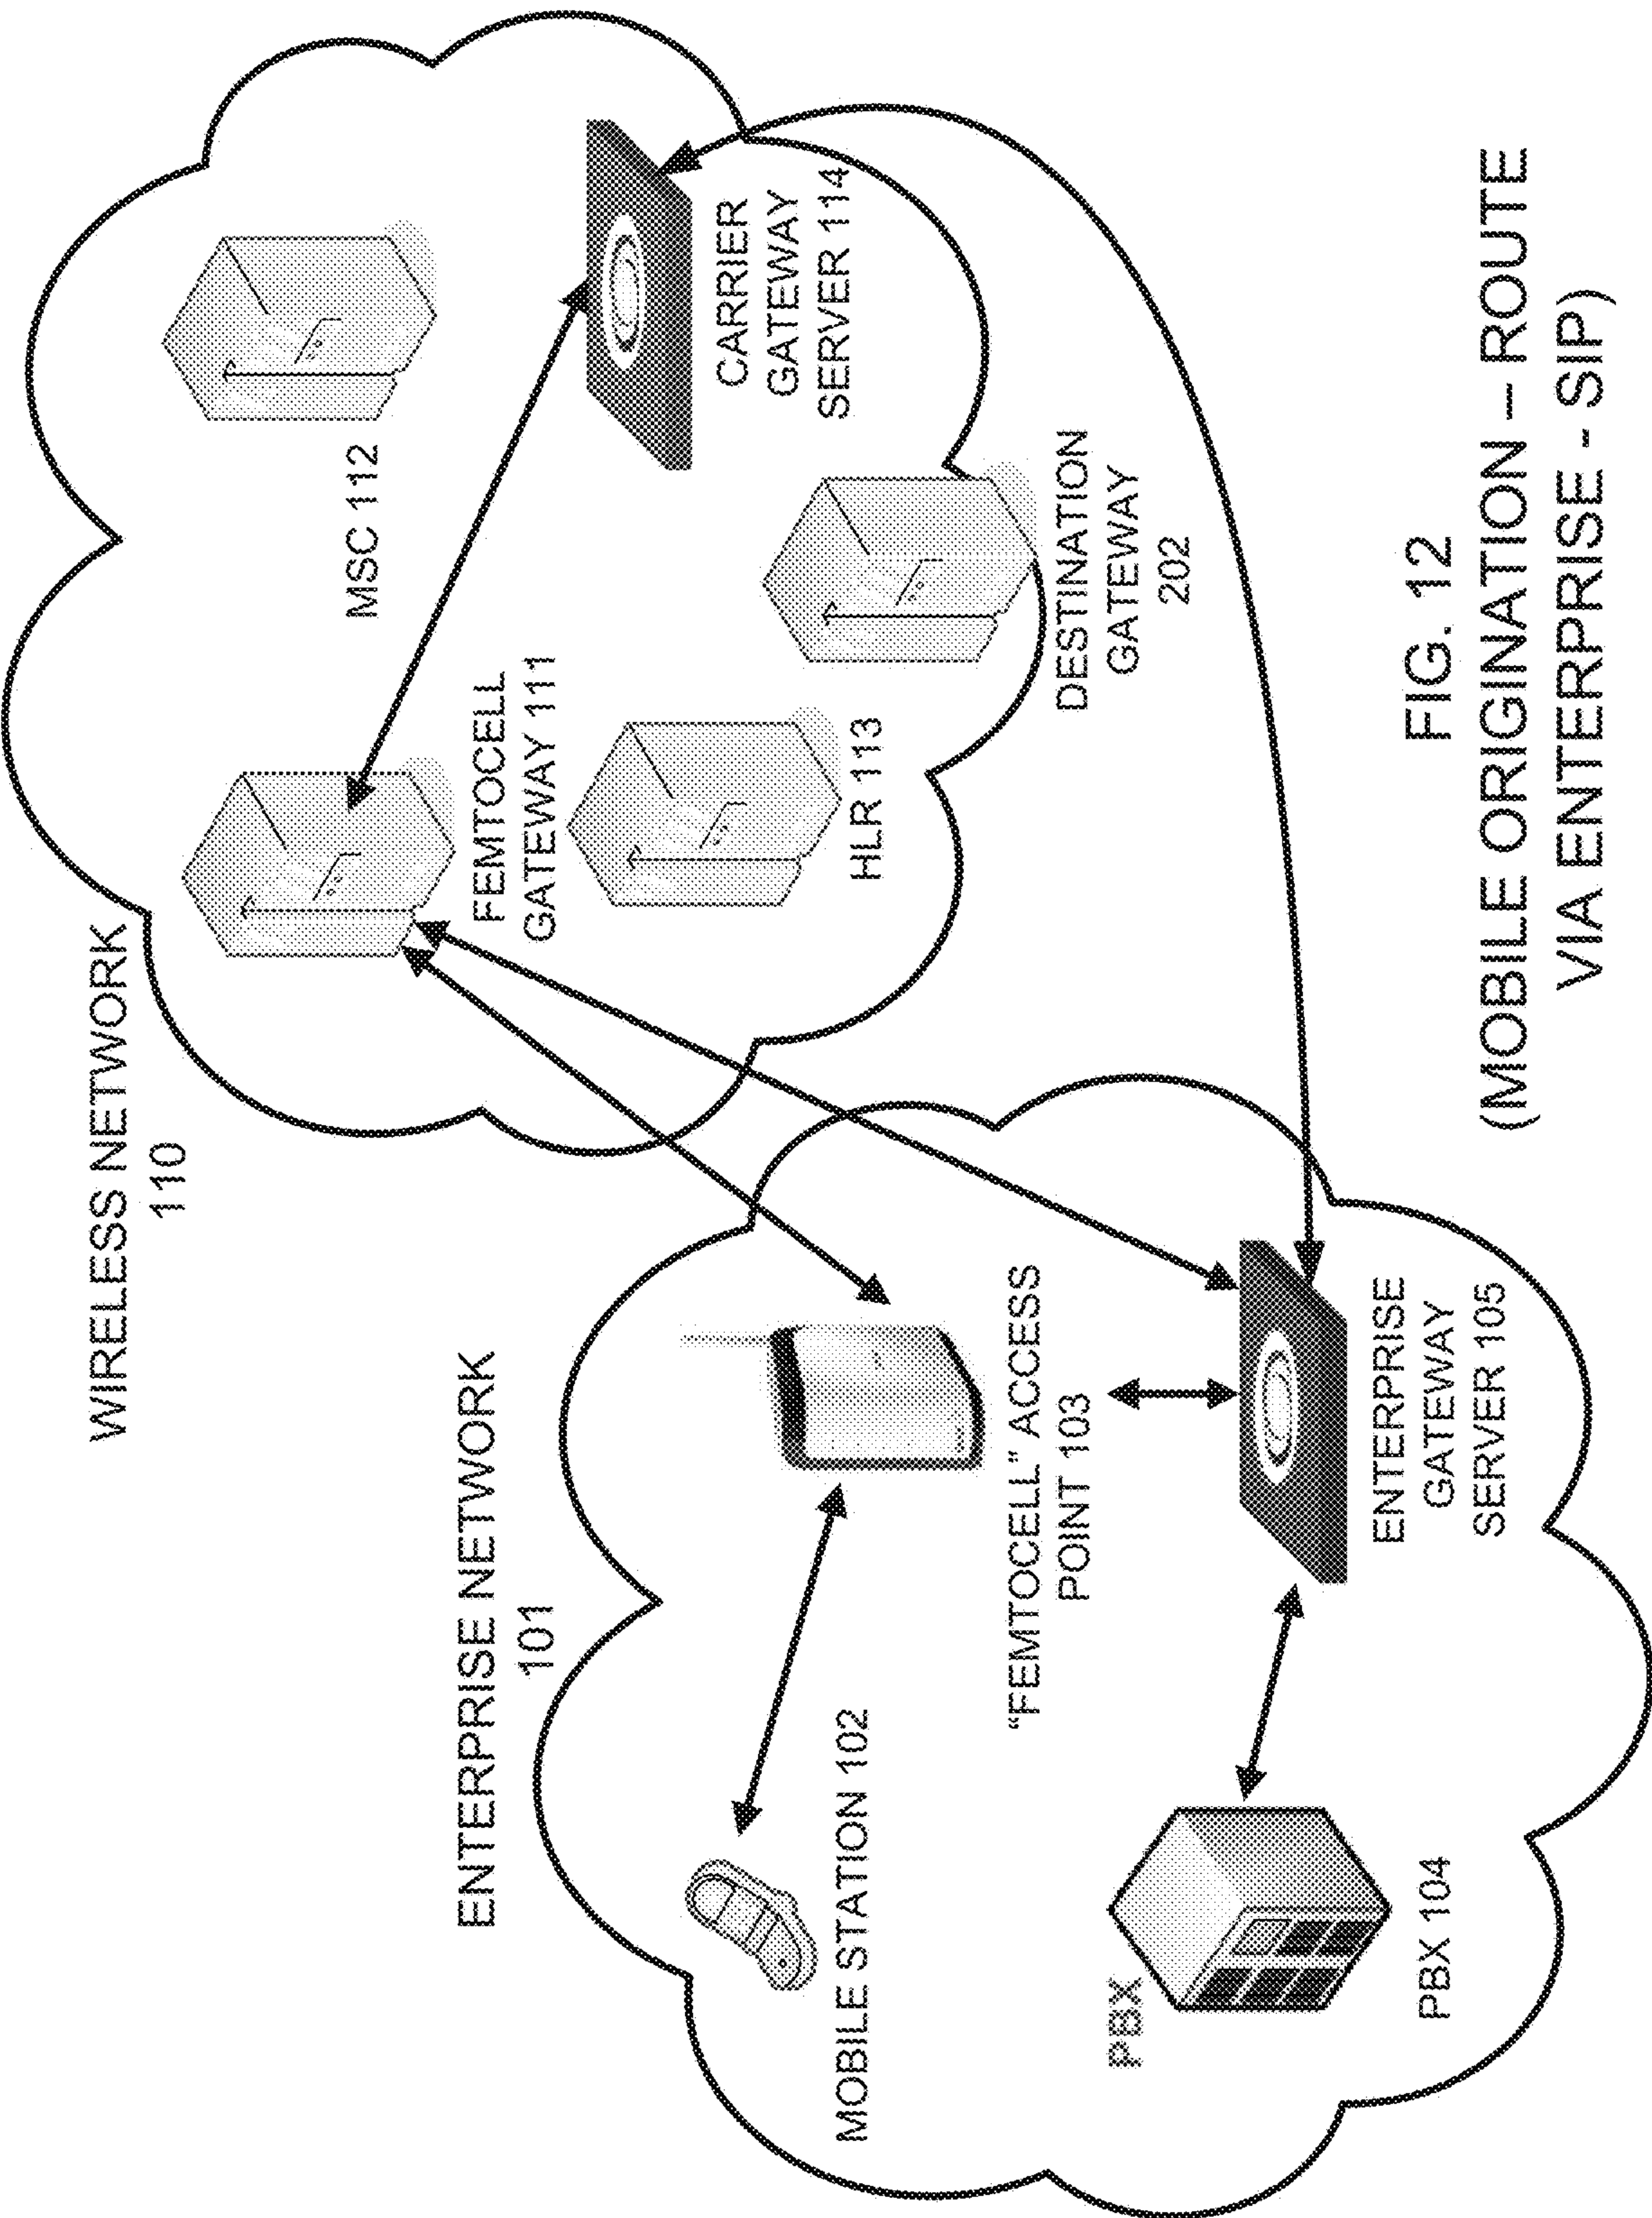 WIRELESS NETWORK
110
MSC 112
FEMTOCELL
GATEWAY 111
CARRIER
GATEWAY
SERVER 114
HLR 113
DESTINATION
GATEWAY
202
ENTERPRISE NETWORK
101
MOBILE STATION 102
"FEMTOCELL" ACCESS
POINT 103
PBX
PBX 104
ENTERPRISE
GATEWAY
SERVER 105
FIG. 12
(MOBILE ORIGINATION – ROUTE
VIA ENTERPRISE - SIP)